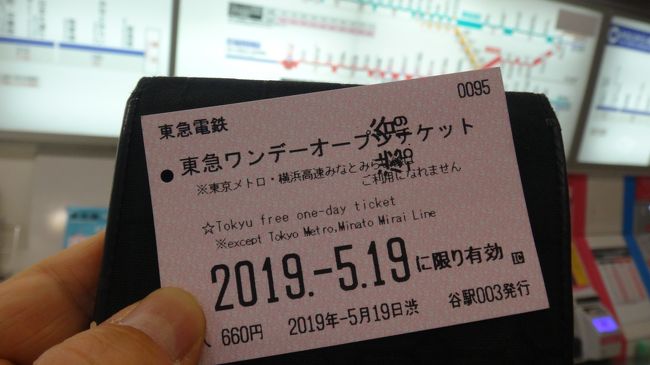 0095
東急電鉄
●東急ワンデーオープンチケット
※東京メトロ・横浜高速みなとみらい
ご利用になれません
☆Tokyu free one-day ticket
※except Tokyo Metro,Minato Mirai Line
2019.-5.19に限り有効
660円 2019年-5月19日渋谷駅003発行